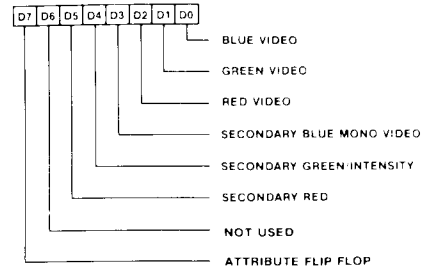 D7 D6 D5 D4 D3 D2 D1 D0
BLUE VIDEO
GREEN VIDEO
RED VIDEO
SECONDARY BLUE MONO VIDEO
SECONDARY GREEN/INTENSITY
SECONDARY RED
NOT USED
ATTRIBUTE FLIP FLOP